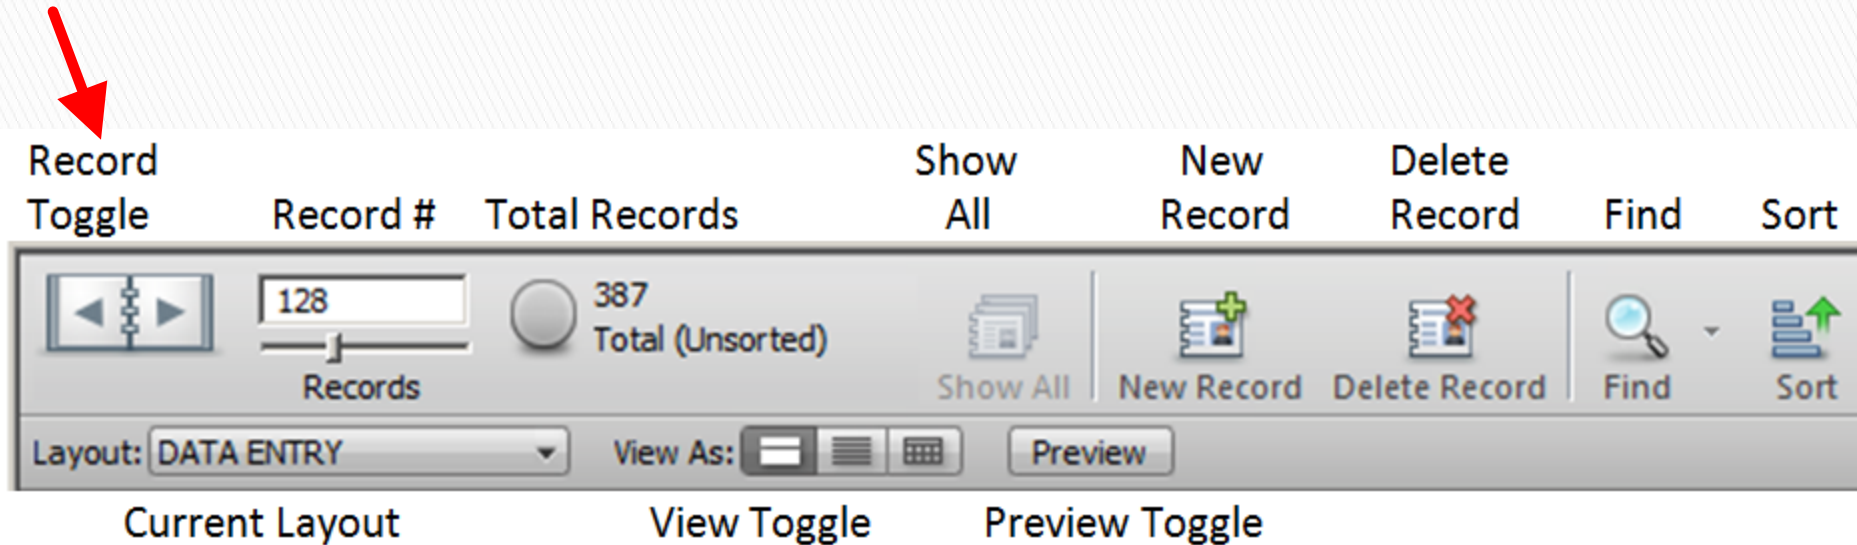 Record
Toggle
Record #
Total Records
Show
All
New
Record
Delete
Record
Find
Sort
128
Records
387
Total (Unsorted)
Show All
New Record
Delete Record
Find
Sort
Layout: DATA ENTRY
View As:
Preview
Current Layout
View Toggle
Preview Toggle